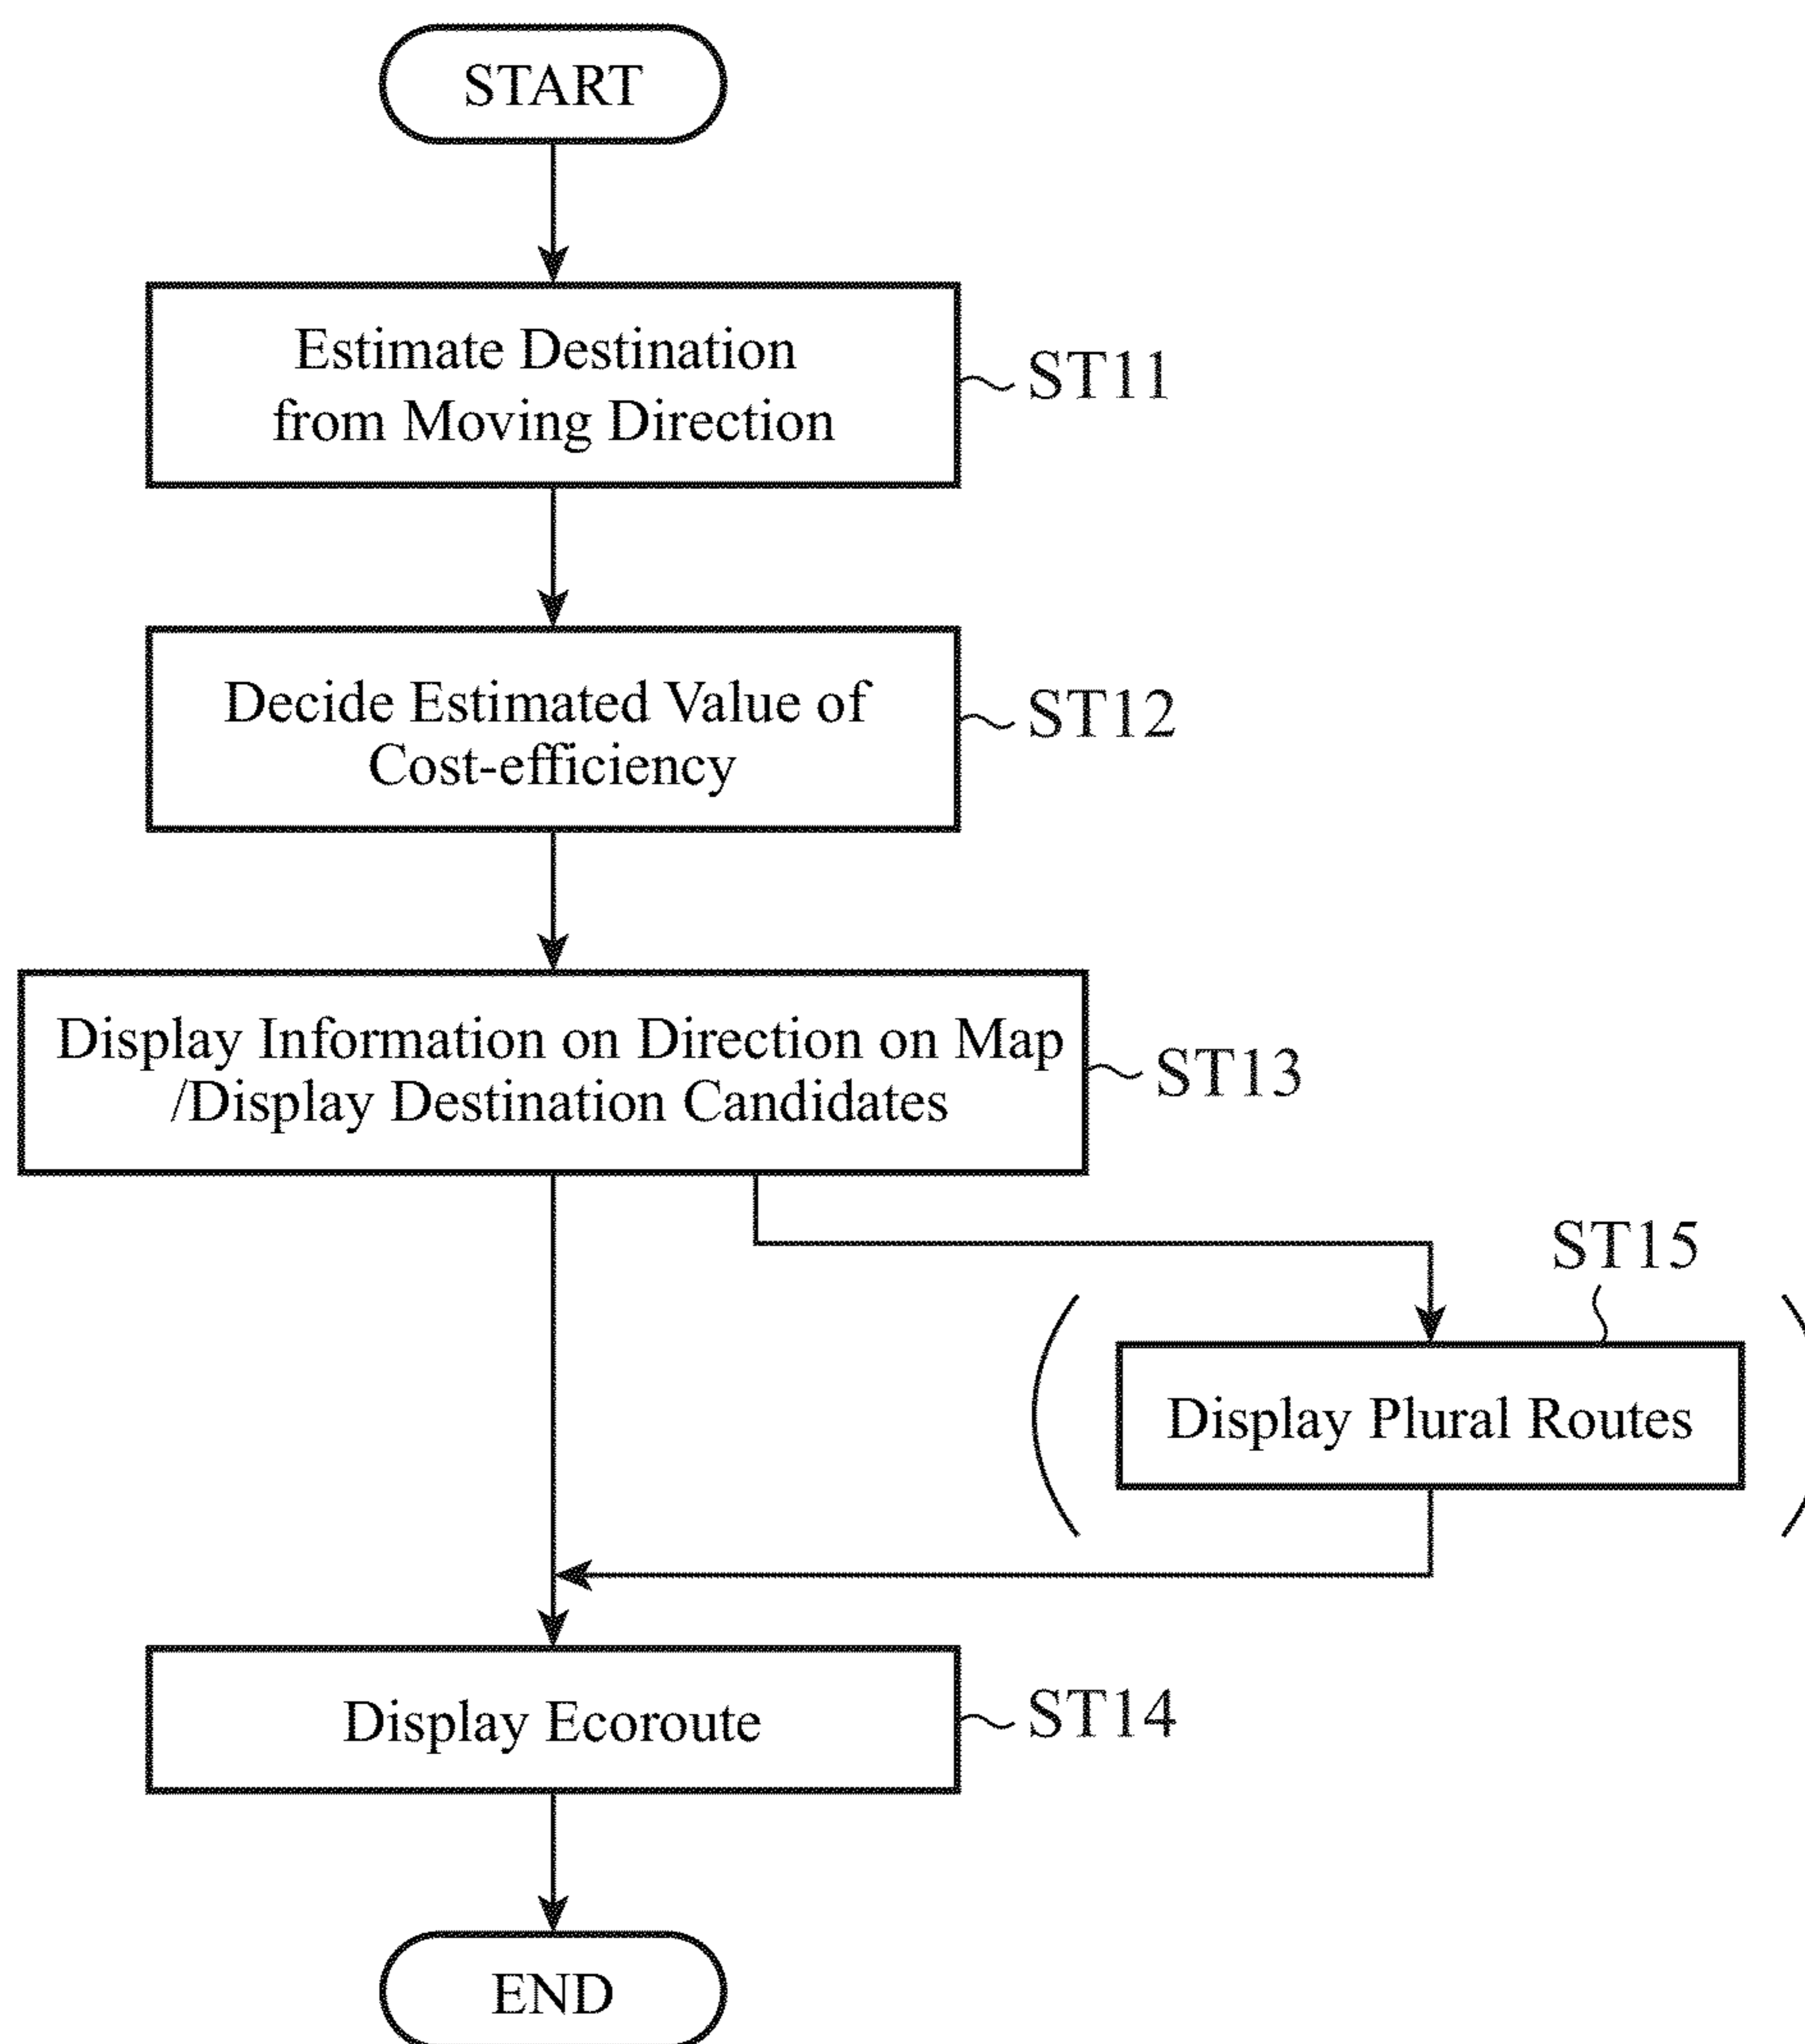 START
Estimate Destination
from Moving Direction
ST11
Decide Estimated Value of
Cost-efficiency
ST12
Display Information on Direction on Map
/Display Destination Candidates
ST13
ST15
Display Plural Routes
Display Ecoroute
ST14
END